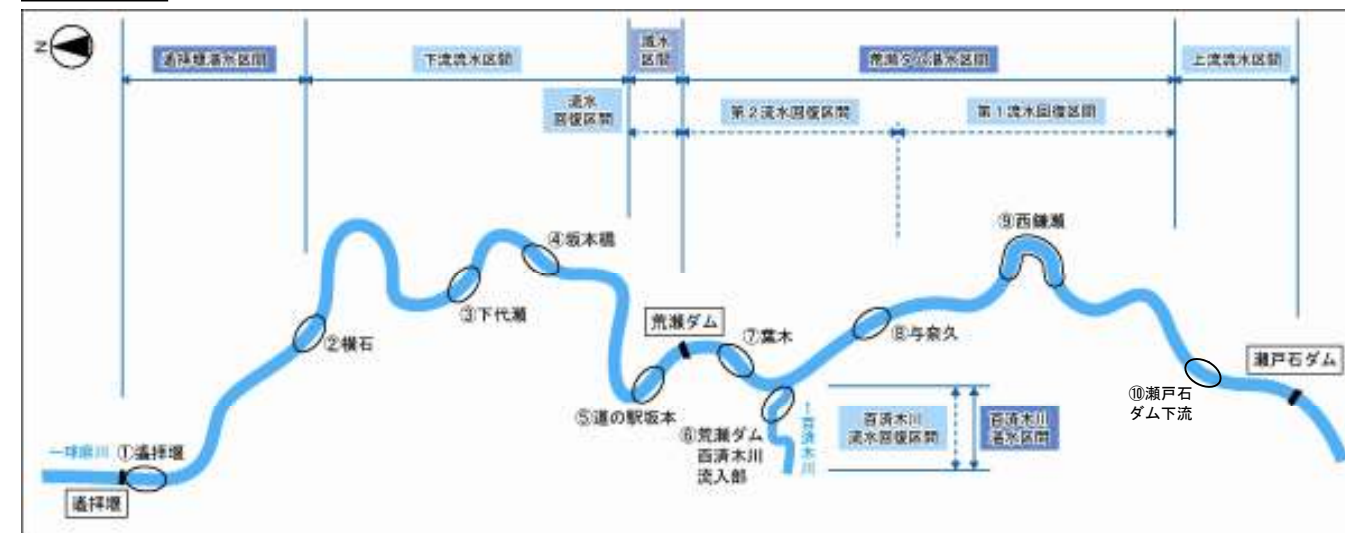 N
遙拝堰湛水区間
下流流水区間
減水
区間
荒瀬ダム湛水区間
上流流水区間
流水
回復区間
第2流水回復区間
第1流水回復区間
⑨西鎌瀬
④坂本橋
③下代瀬
②横石
荒瀬ダム
⑦葉木
⑧与奈久
瀬戸石ダム
⑩瀬戸石
ダム下流
⑤道の駅坂本
⑥荒瀬ダム
百済木川
流入部
←百済木川
百済木川
流水回復区間
百済木川
湛水区間
←球磨川
①遙拝堰
遙拝堰